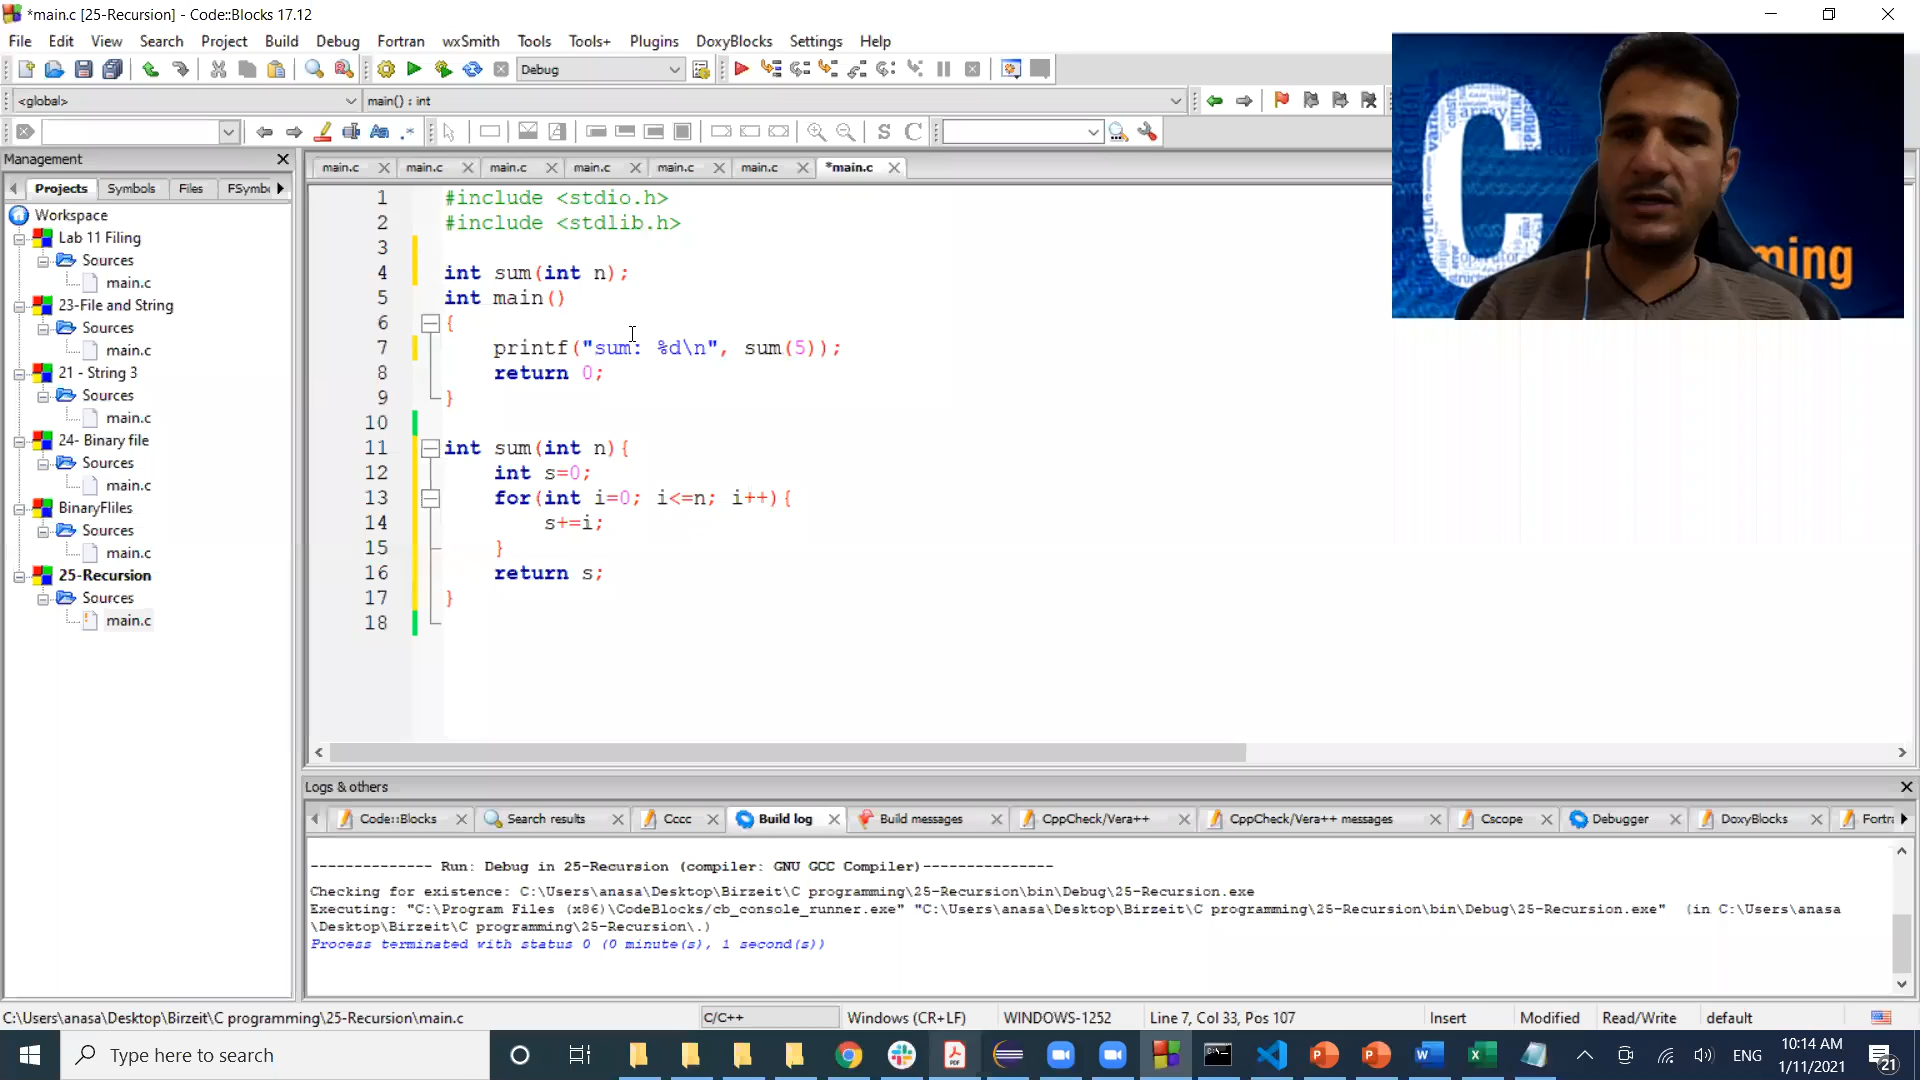 *main.c [25-Recursion] - Code::Blocks 17.12
File Edit View Search Project Build Debug Fortran wxSmith Tools Tools+ Plugins DoxyBlocks Settings Help
Debug
<global> main() : int
Management
Projects Symbols Files FSymbo
Workspace
Lab 11 Filing
Sources
main.c
23-File and String
Sources
main.c
21 - String 3
Sources
main.c
24- Binary file
Sources
main.c
BinaryFIiles
Sources
main.c
25-Recursion
Sources
main.c
main.c main.c main.c main.c main.c main.c *main.c
1 #include <stdio.h>
2 #include <stdlib.h>
3
4 int sum(int n);
5 int main()
6 {
7 printf("sum: %d\n", sum(5));
8 return 0;
9 }
10
11 int sum(int n){
12 int s=0;
13 for(int i=0; i<=n; i++){
14 s+=i;
15 }
16 return s;
17 }
18
Logs & others
Code::Blocks Search results Cccc Build log Build messages CppCheck/Vera++ CppCheck/Vera++ messages Cscope Debugger DoxyBlocks Fortra
-------------- Run: Debug in 25-Recursion (compiler: GNU GCC Compiler)---------------
Checking for existence: C:\Users\anasa\Desktop\Birzeit\C programming\25-Recursion\bin\Debug\25-Recursion.exe
Executing: "C:\Program Files (x86)\CodeBlocks/cb_console_runner.exe" "C:\Users\anasa\Desktop\Birzeit\C programming\25-Recursion\bin\Debug\25-Recursion.exe" (in C:\Users\anasa
\Desktop\Birzeit\C programming\25-Recursion\.)
Process terminated with status 0 (0 minute(s), 1 second(s))
C:\Users\anasa\Desktop\Birzeit\C programming\25-Recursion\main.c C/C++ Windows (CR+LF) WINDOWS-1252 Line 7, Col 33, Pos 107 Insert Modified Read/Write default
Type here to search
ENG
10:14 AM
1/11/2021
21